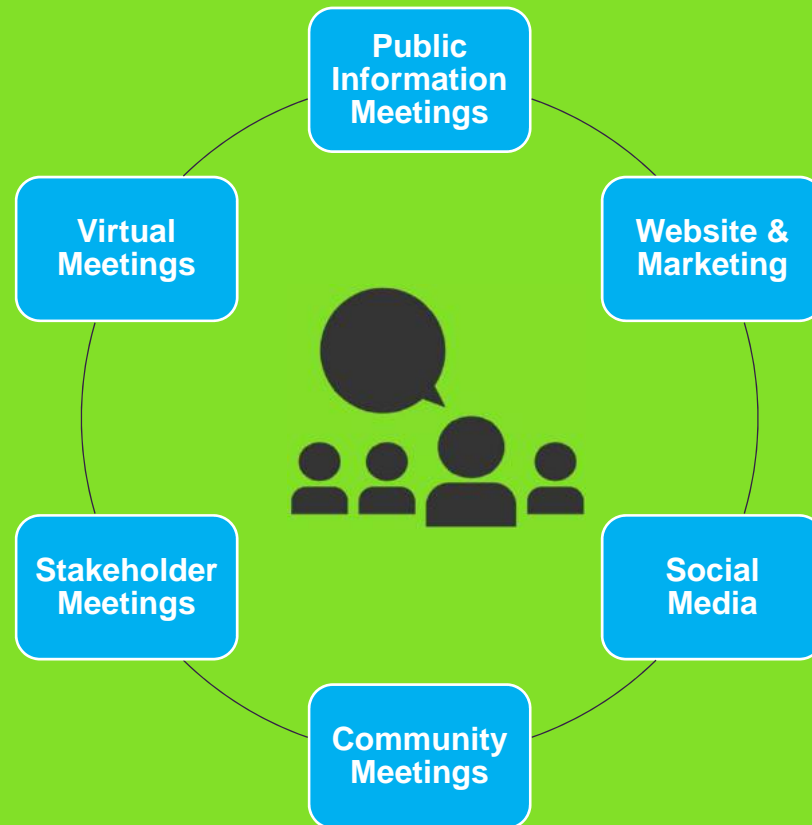 Public
Information
Meetings
Website &
Marketing
Social
Media
Community
Meetings
Stakeholder
Meetings
Virtual
Meetings